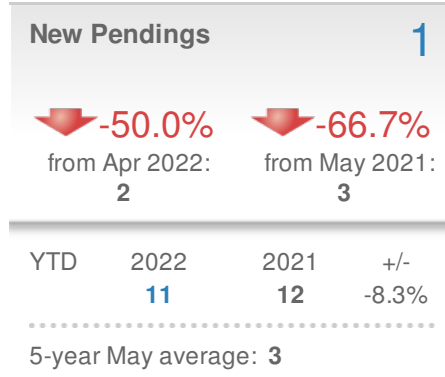 New Pendings 1
-50.0% -66.7%
from Apr 2022: from May 2021:
2 3
YTD 2022 2021 +/-
11 12 -8.3%
5-year May average: 3